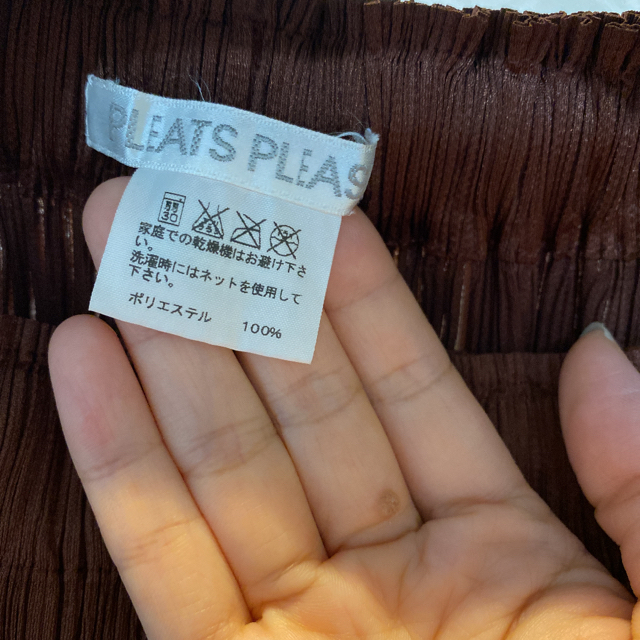 PLEATS PLEAS
家庭での乾燥機はお避け下さ
い。
洗濯時にはネットを使用して
下さい。
ポリエステル 100%